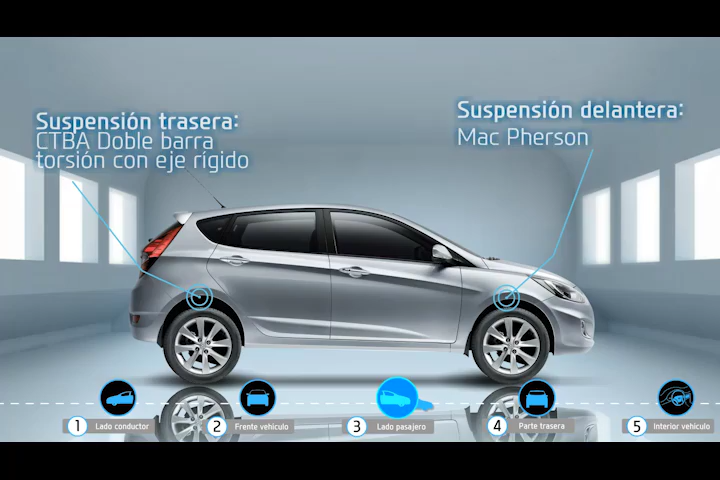 Suspensión trasera:
CTBA Doble barra
torsión con eje rígido
Suspensión delantera:
Mac Pherson
1 Lado conductor
2 Frente vehículo
3 Lado pasajero
4 Parte trasera
5 Interior vehículo